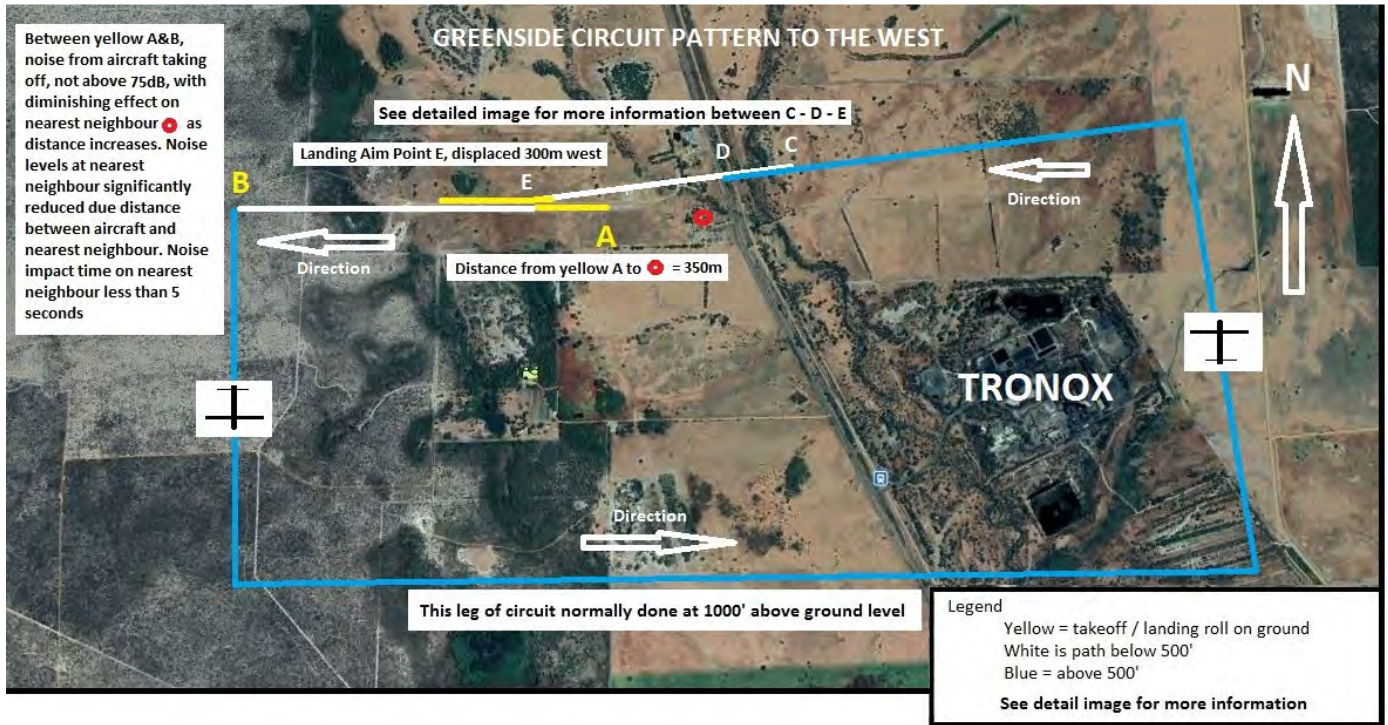 GREENSIDE CIRCUIT PATTERN TO THE WEST
Between yellow A&B,
noise from aircraft taking
off, not above 75dB, with
diminishing effect on
nearest neighbour as
distance increases. Noise
levels at nearest
neighbour significantly
reduced due distance
between aircraft and
nearest neighbour. Noise
impact time on nearest
neighbour less than 5
seconds
N
See detailed image for more information between C - D - E
Landing Aim Point E, displaced 300m west
C
D
E
B
A
Direction
Direction
Distance from yellow A to = 350m
TRONOX
Direction
This leg of circuit normally done at 1000' above ground level
Legend
Yellow = takeoff / landing roll on ground
White is path below 500'
Blue = above 500'
See detail image for more information